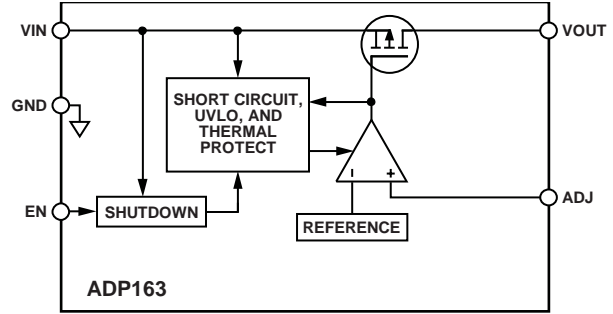 VIN
VOUT
GND
SHORT CIRCUIT,
UVLO, AND
THERMAL
PROTECT
EN
SHUTDOWN
– +
REFERENCE
ADJ
ADP163